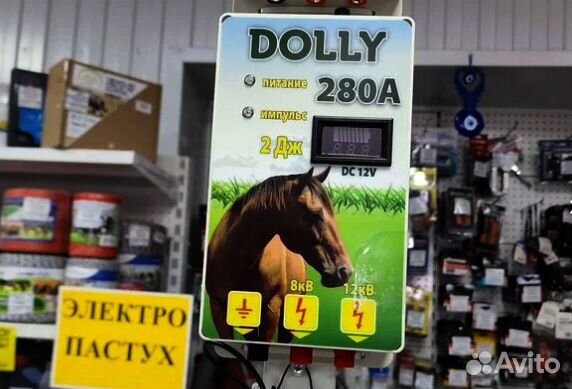 DOLLY
питание
280A
импульс
2 Дж
DC 12V
8кВ
12кВ
ЭЛЕКТРО
ПАСТУХ
Avito